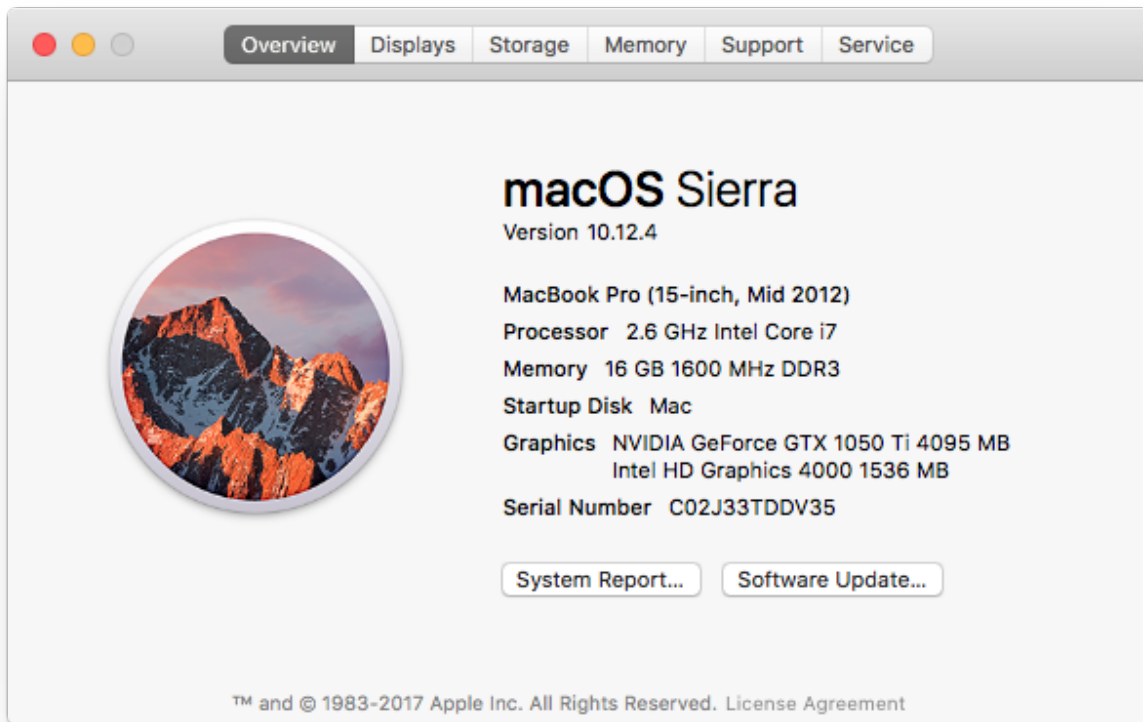 Overview Displays Storage Memory Support Service
macOS Sierra
Version 10.12.4
MacBook Pro (15-inch, Mid 2012)
Processor 2.6 GHz Intel Core i7
Memory 16 GB 1600 MHz DDR3
Startup Disk Mac
Graphics NVIDIA GeForce GTX 1050 Ti 4095 MB
Intel HD Graphics 4000 1536 MB
Serial Number C02J33TDDV35
System Report... Software Update...
™ and © 1983-2017 Apple Inc. All Rights Reserved. License Agreement